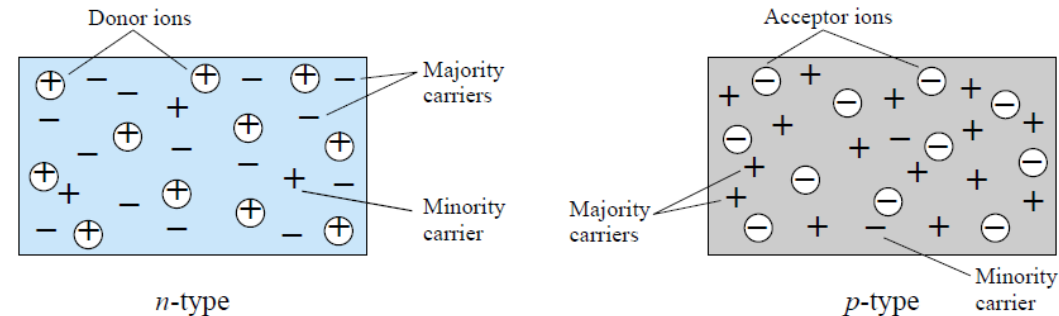 Donor ions
Majority
carriers
Minority
carrier
n-type
Acceptor ions
Majority
carriers
Minority
carrier
p-type